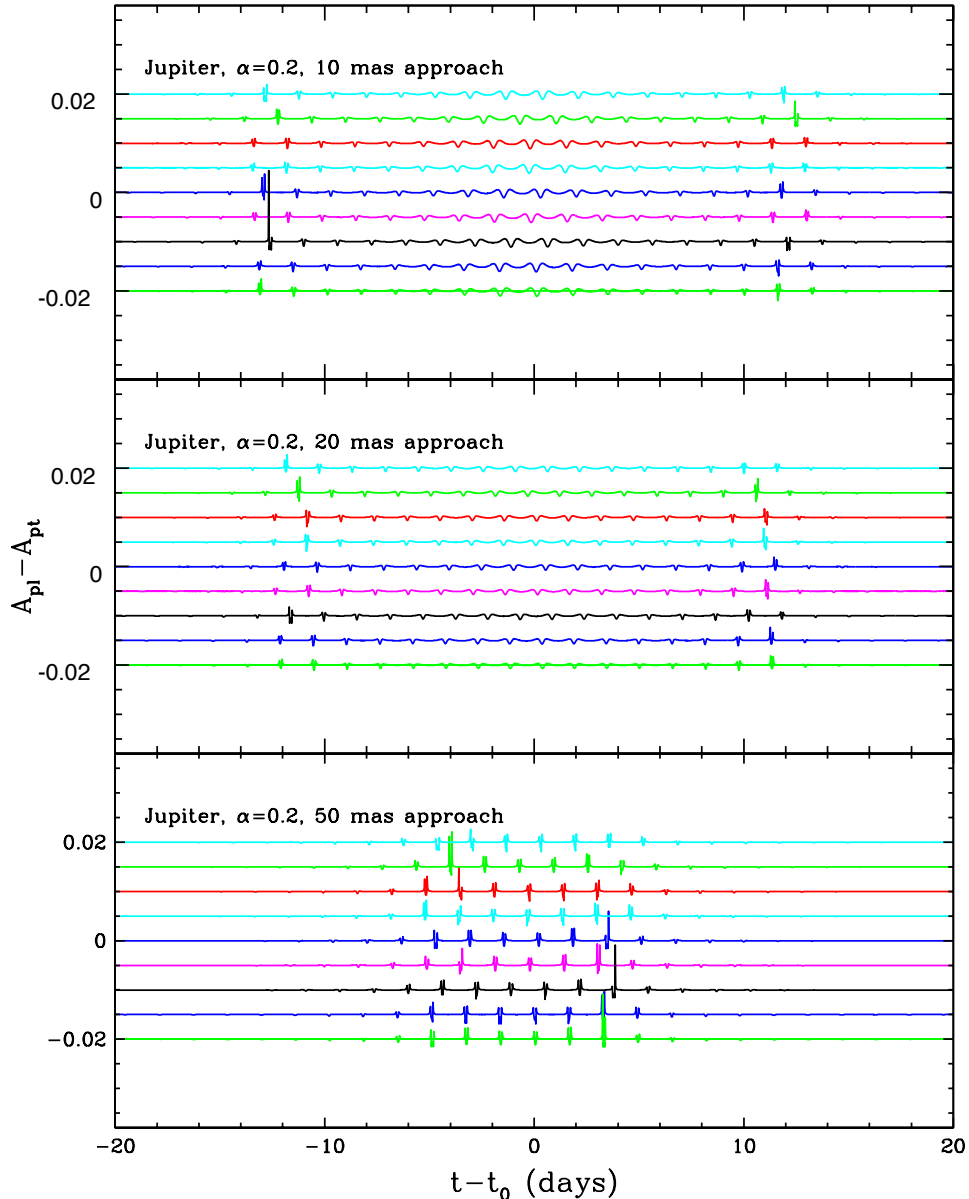 Jupiter, α=0.2, 10 mas approach
0.02
0
-0.02
Jupiter, α=0.2, 20 mas approach
0.02
0
-0.02
A_pl−A_pt
Jupiter, α=0.2, 50 mas approach
0.02
0
−0.02
−20 −10 0 10 20
t−t_0 (days)